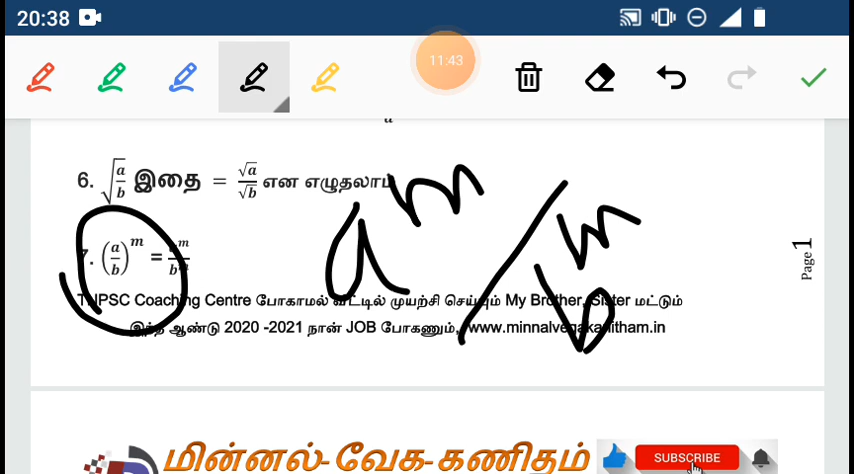 20:38
11:43
a
6. √(a/b) இதை = √a/√b என எழுதலாம்
a^m / b^m
7. (a/b)^m = a^m/b^m
TNPSC Coaching Centre போகாமல் வீட்டில் முயற்சி செய்யும் My Brother, Sister மட்டும்
இந்த ஆண்டு 2020 -2021 நான் JOB போகணும், www.minnalvegakanitham.in
Page 1
மின்னல்-வேக-கணிதம்
SUBSCRIBE